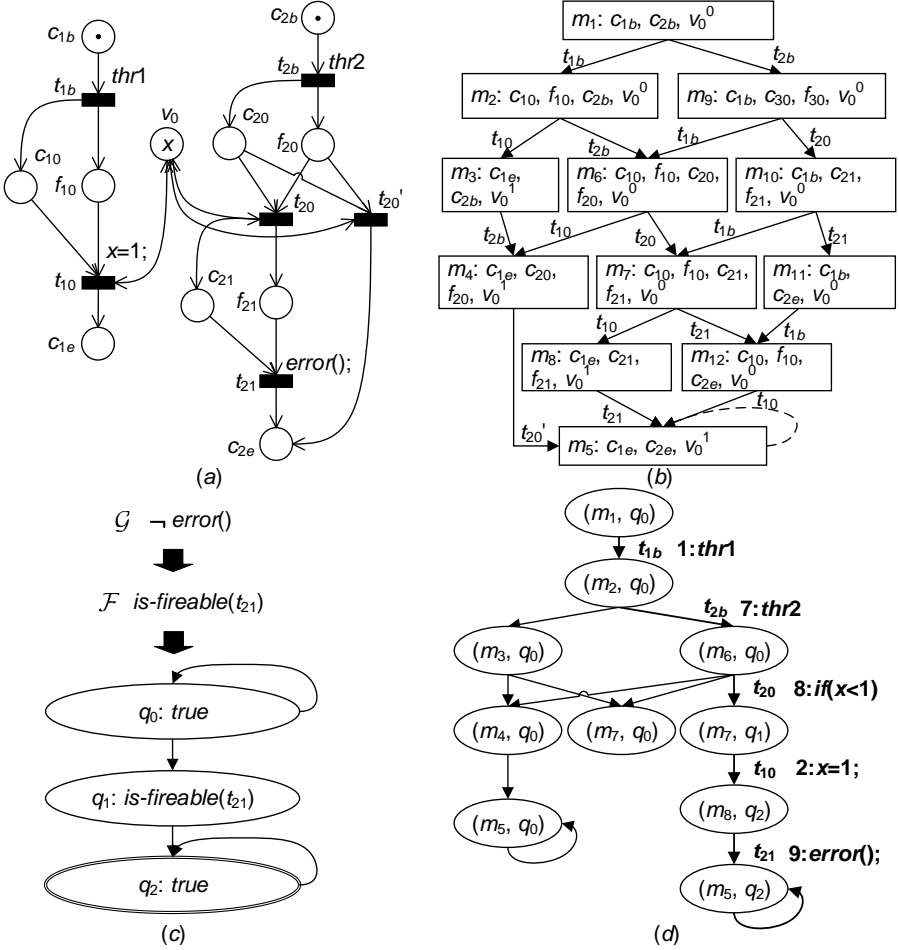 c1b
t1b
thr1
c10
f10
v0
x
x=1;
t10
c1e
c2b
t2b
thr2
c20
f20
t20
t20'
c21
f21
t21
error();
c2e
(a)
m1: c1b, c2b, v0^0
t1b
t2b
m2: c10, f10, c2b, v0^0
m9: c1b, c30, f30, v0^0
t10
t2b
t1b
t20
m3: c1e,
c2b, v0^1
m6: c10, f10, c20,
f20, v0^0
m10: c1b, c21,
f21, v0^0
t2b
t10
t20
t1b
t21
m4: c1e, c20,
f20, v0^1
m7: c10, f10, c21,
f21, v0^0
m11: c1b,
c2e, v0^0
t10
t21
t1b
m8: c1e, c21,
f21, v0^1
m12: c10, f10,
c2e, v0^0
t21
t10
t20'
m5: c1e, c2e, v0^1
(b)
G ¬ error()
F is-fireable(t21)
q0: true
q1: is-fireable(t21)
q2: true
(c)
(m1, q0)
t1b 1:thr1
(m2, q0)
t2b 7:thr2
(m3, q0)
(m6, q0)
t20 8:if(x<1)
(m4, q0)
(m7, q0)
(m7, q1)
t10 2:x=1;
(m5, q0)
(m8, q2)
t21 9:error();
(m5, q2)
(d)